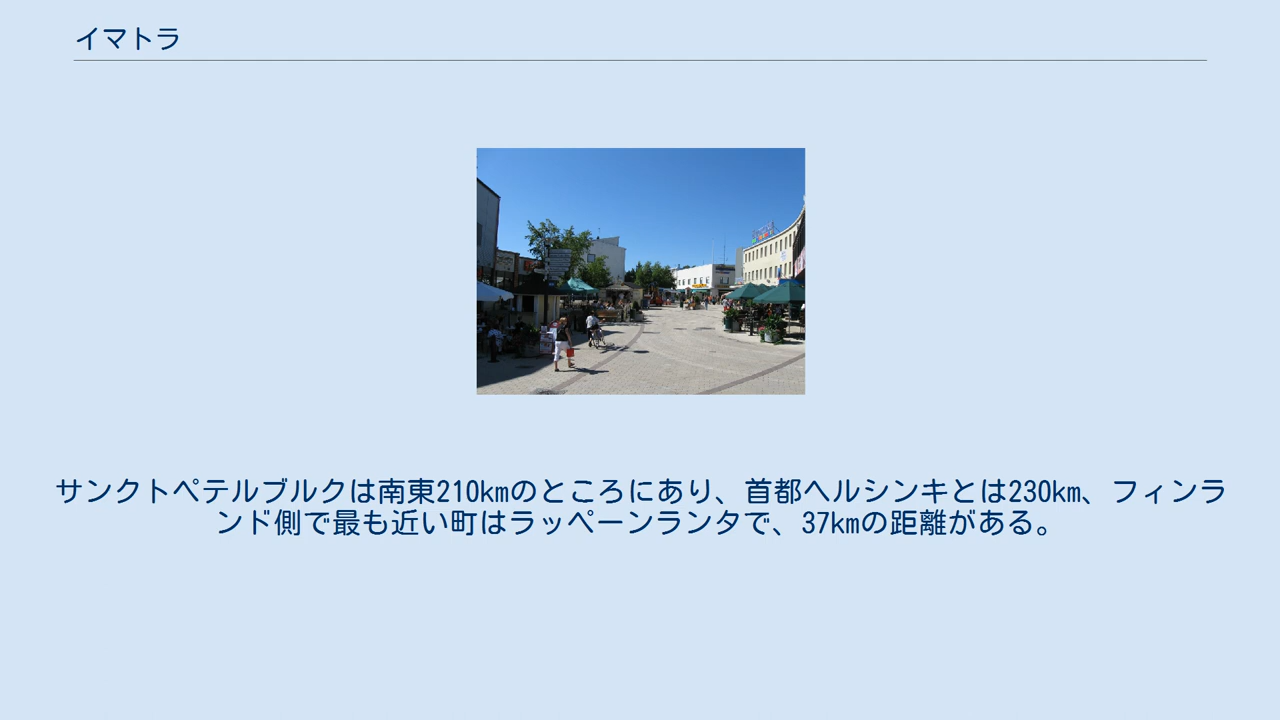 イマトラ
サンクトペテルブルクは南東210kmのところにあり、首都ヘルシンキとは230km、フィンラ
ンド側で最も近い町はラッペーンランタで、37kmの距離がある。